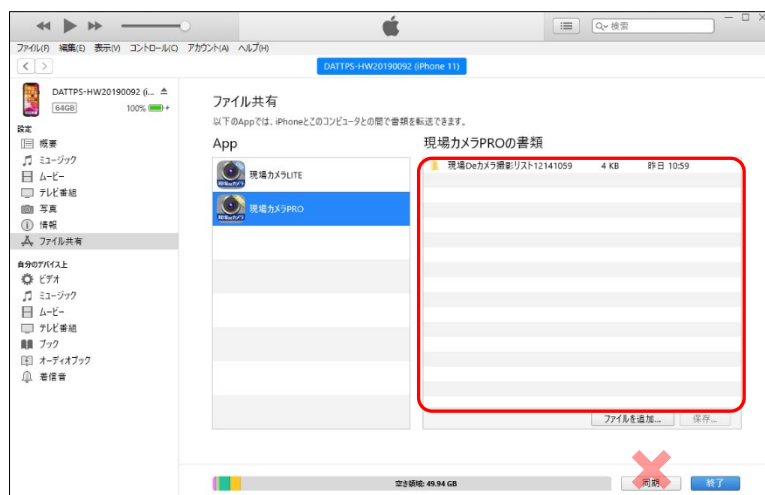 検索
ファイル(F) 編集(E) 表示(V) コントロール(C) アカウント(A) ヘルプ(H)
DATTPS-HW20190092 (iPhone 11)
DATTPS-HW20190092 (i...
64GB 100%
設定
概要
ミュージック
ムービー
テレビ番組
写真
情報
ファイル共有
自分のデバイス上
ビデオ
ミュージック
ムービー
テレビ番組
ブック
オーディオブック
着信音
ファイル共有
以下のAppでは、iPhoneとこのコンピュータとの間で書類を転送できます。
App
現場カメラLITE
現場カメラPRO
現場カメラPROの書類
現場Deカメラ撮影リスト12141059 4 KB 昨日 10:59
ファイルを追加... 保存...
空き領域: 49.94 GB
同期 終了